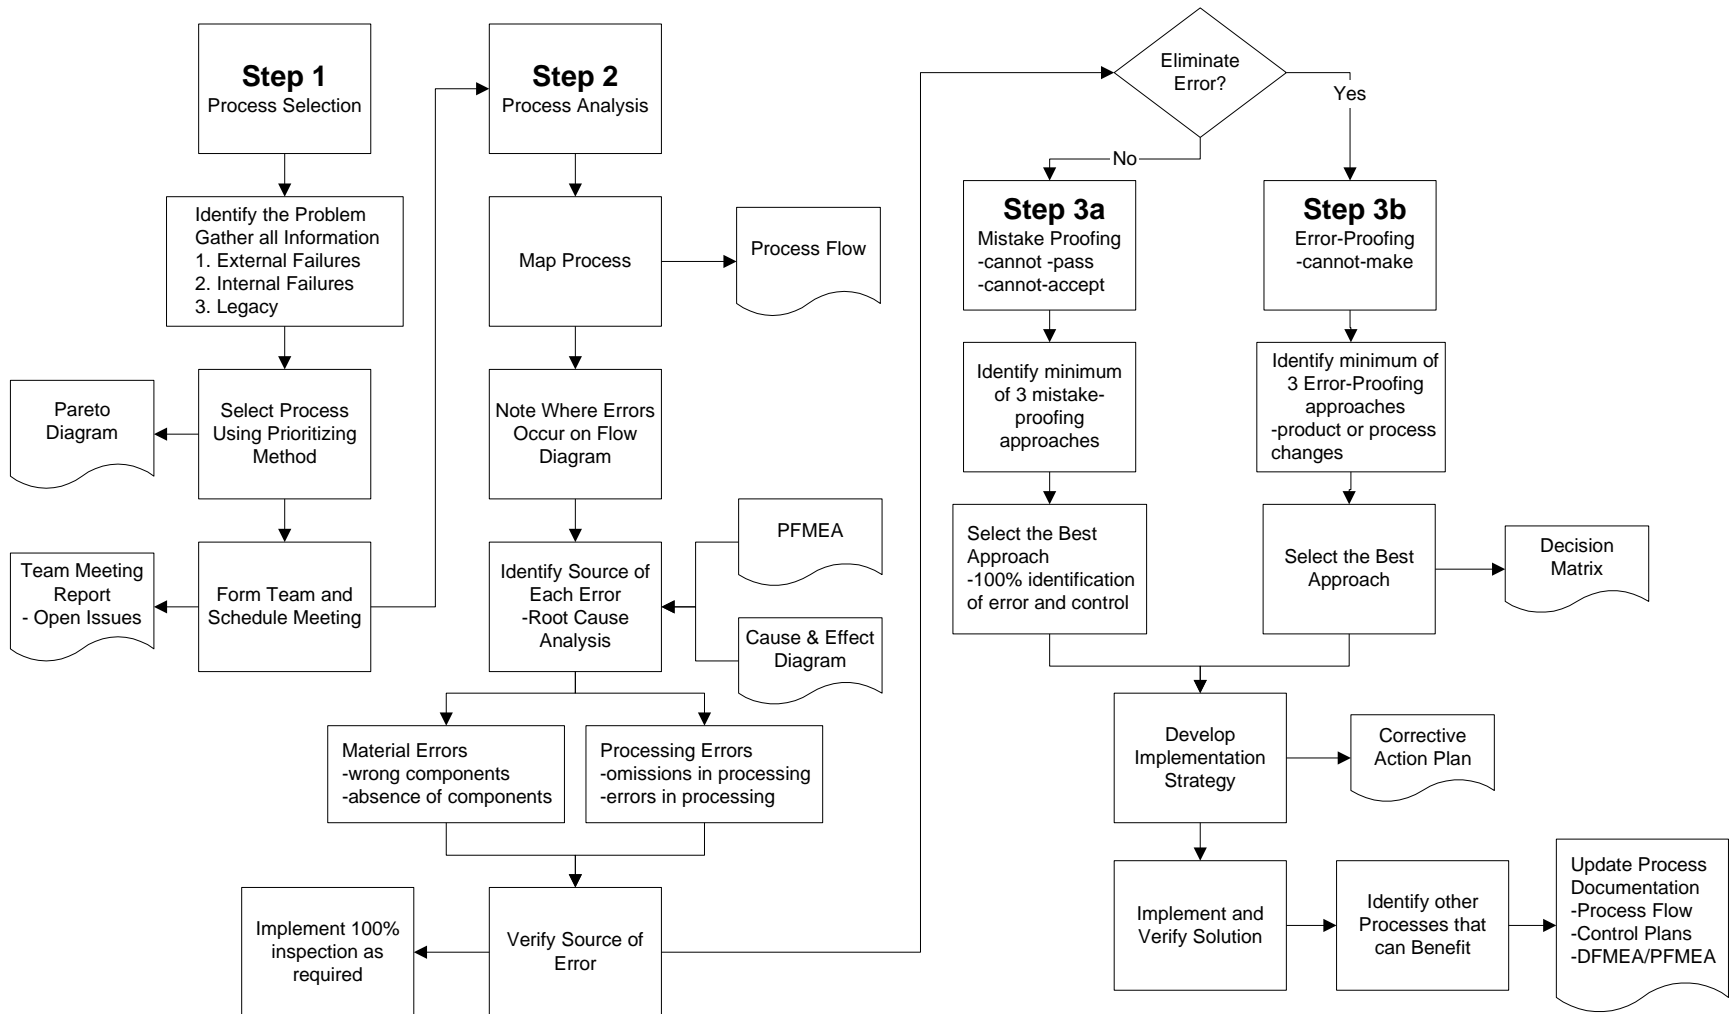 Step 1
Process Selection
Identify the Problem
Gather all Information
1. External Failures
2. Internal Failures
3. Legacy
Pareto
Diagram
Select Process
Using Prioritizing
Method
Team Meeting
Report
- Open Issues
Form Team and
Schedule Meeting
Step 2
Process Analysis
Map Process
Process Flow
Note Where Errors
Occur on Flow
Diagram
PFMEA
Identify Source of
Each Error
-Root Cause
Analysis
Cause & Effect
Diagram
Material Errors
-wrong components
-absence of components
Processing Errors
-omissions in processing
-errors in processing
Implement 100%
inspection as
required
Verify Source of
Error
Eliminate
Error?
Yes
No
Step 3a
Mistake Proofing
-cannot -pass
-cannot-accept
Step 3b
Error-Proofing
-cannot-make
Identify minimum
of 3 mistake-
proofing
approaches
Identify minimum of
3 Error-Proofing
approaches
-product or process
changes
Select the Best
Approach
-100% identification
of error and control
Select the Best
Approach
Decision
Matrix
Develop
Implementation
Strategy
Corrective
Action Plan
Implement and
Verify Solution
Identify other
Processes that
can Benefit
Update Process
Documentation
-Process Flow
-Control Plans
-DFMEA/PFMEA